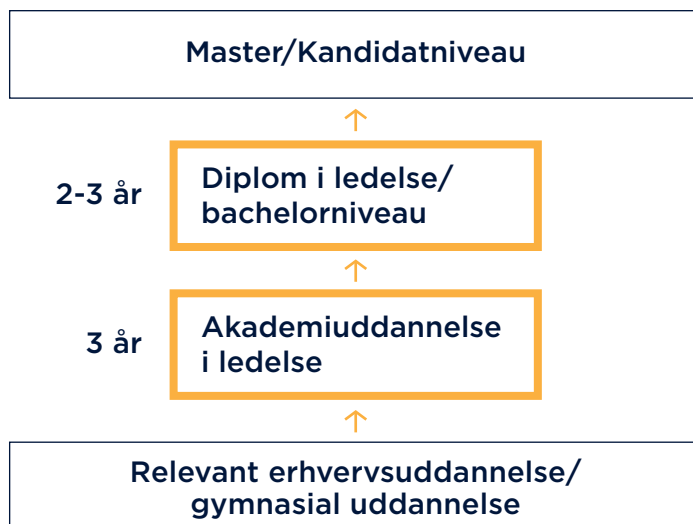 Master/Kandidatniveau
2-3 år
Diplom i ledelse/
bachelorniveau
3 år
Akademiuddannelse
i ledelse
Relevant erhvervsuddannelse/
gymnasial uddannelse